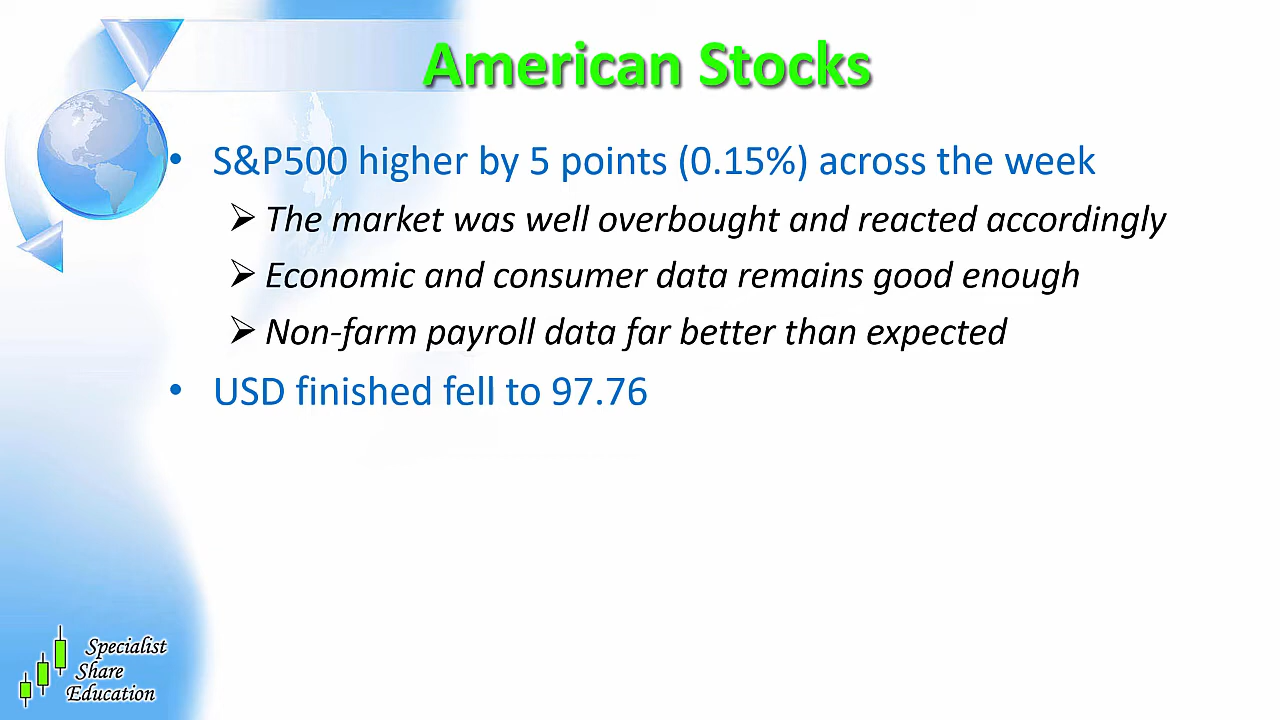 American Stocks
• S&P500 higher by 5 points (0.15%) across the week
➢ The market was well overbought and reacted accordingly
➢ Economic and consumer data remains good enough
➢ Non-farm payroll data far better than expected
• USD finished fell to 97.76
Specialist
Share
Education